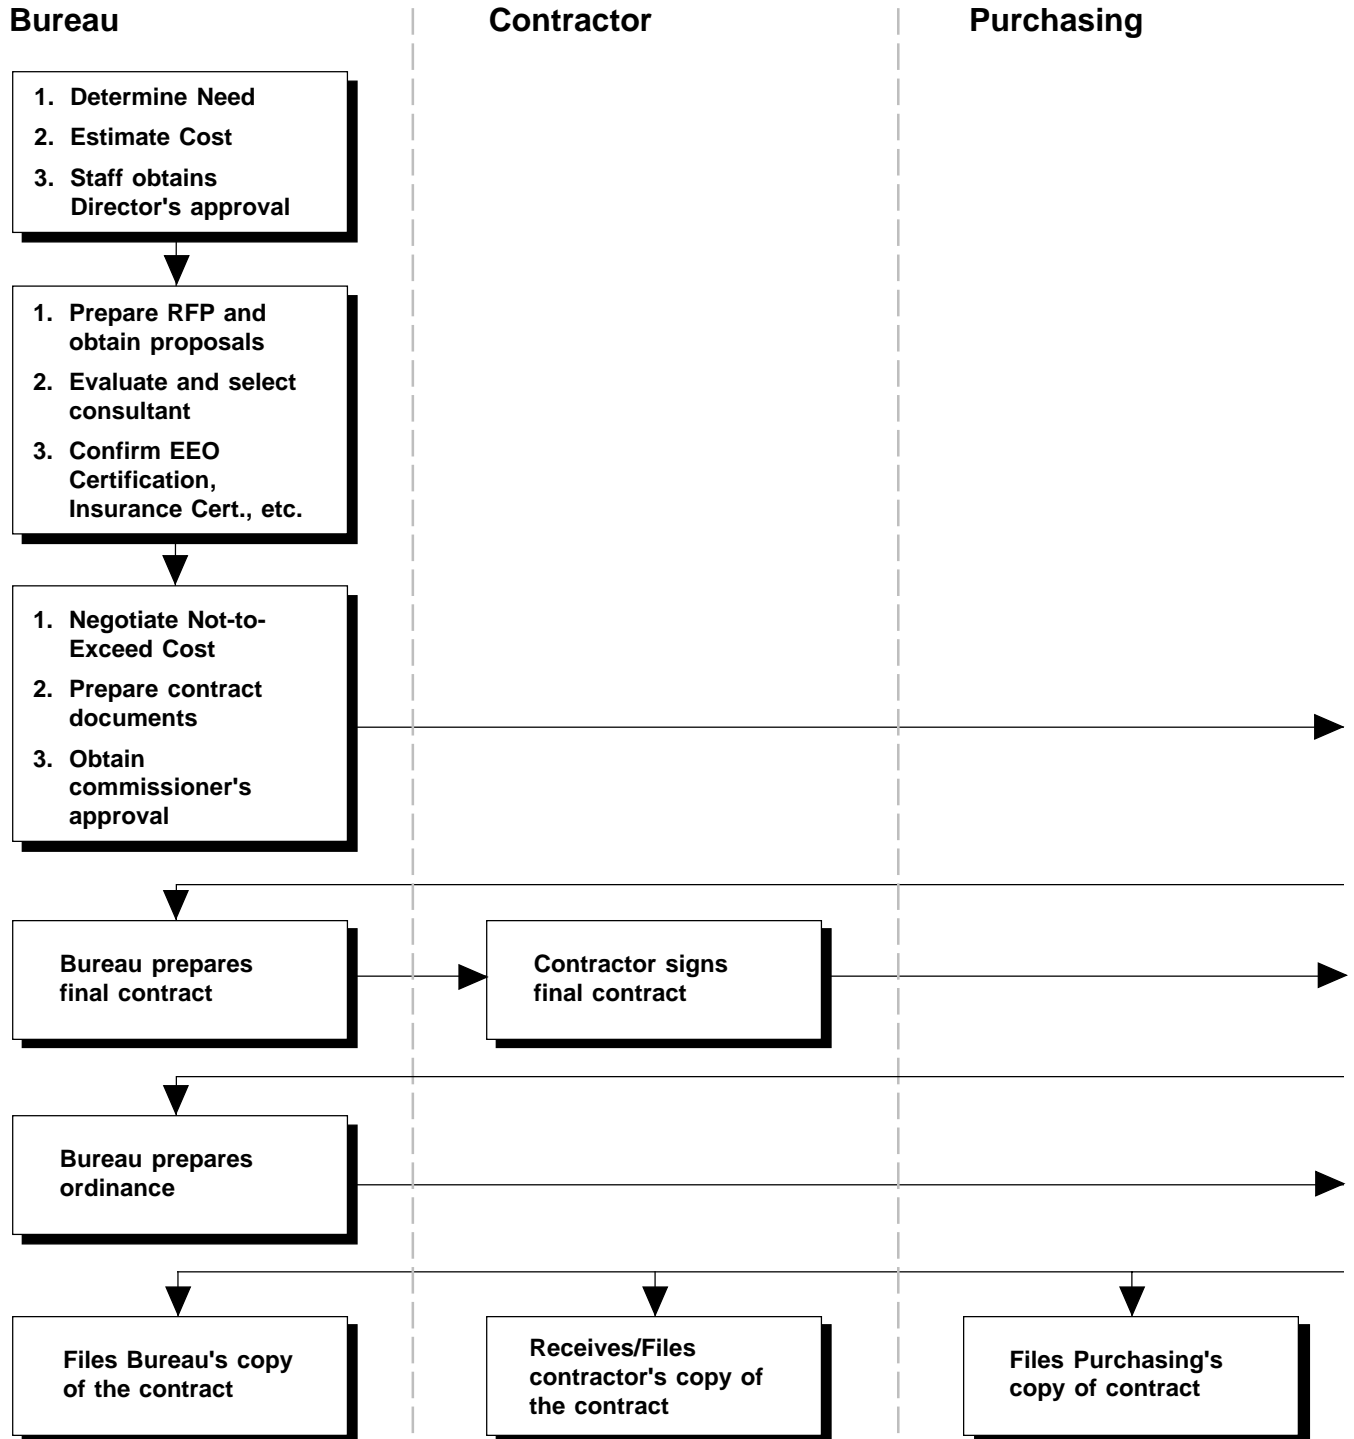 Bureau
Contractor
Purchasing
1. Determine Need
2. Estimate Cost
3. Staff obtains
Director's approval
1. Prepare RFP and
obtain proposals
2. Evaluate and select
consultant
3. Confirm EEO
Certification,
Insurance Cert., etc.
1. Negotiate Not-to-
Exceed Cost
2. Prepare contract
documents
3. Obtain
commissioner's
approval
Bureau prepares
final contract
Contractor signs
final contract
Bureau prepares
ordinance
Files Bureau's copy
of the contract
Receives/Files
contractor's copy of
the contract
Files Purchasing's
copy of contract